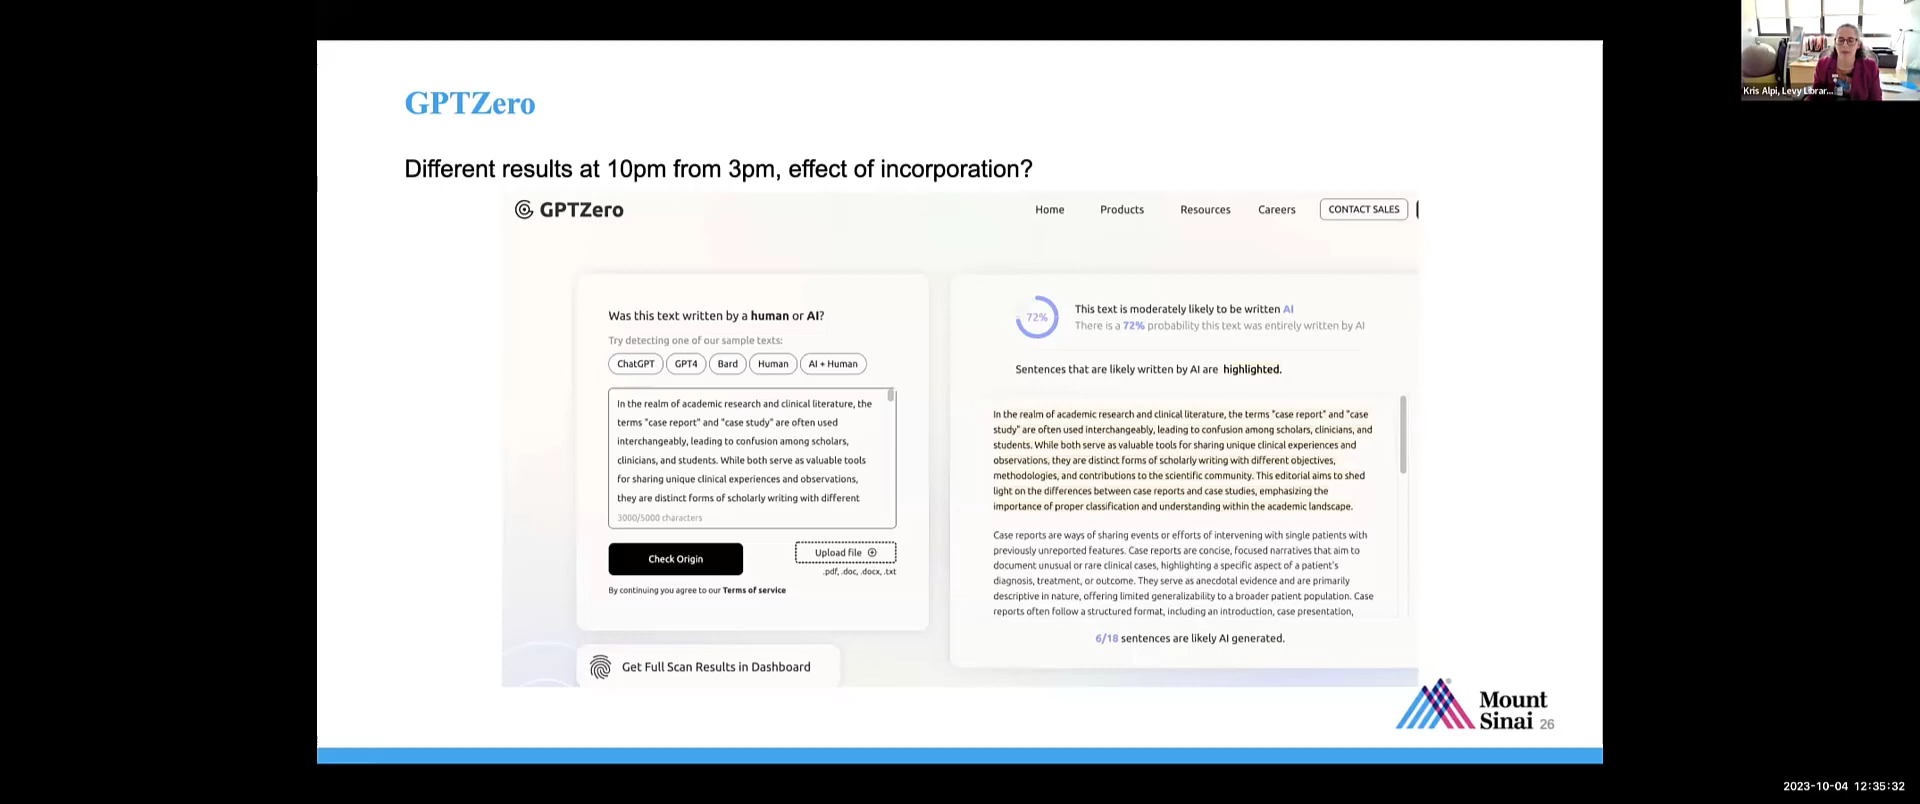 GPTZero
Different results at 10pm from 3pm, effect of incorporation?
GPTZero
Home
Products
Resources
Careers
CONTACT SALES
Was this text written by a human or AI?
Try detecting one of our sample texts:
ChatGPT
GPT4
Bard
Human
AI + Human
In the realm of academic research and clinical literature, the
terms "case report" and "case study" are often used
interchangeably, leading to confusion among scholars,
clinicians, and students. While both serve as valuable tools
for sharing unique clinical experiences and observations,
they are distinct forms of scholarly writing with different
3000/5000 characters
Check Origin
Upload file
.pdf, .doc, .docx, .txt
By continuing you agree to our Terms of service
Get Full Scan Results in Dashboard
72%
This text is moderately likely to be written AI
There is a 72% probability this text was entirely written by AI
Sentences that are likely written by AI are highlighted.
In the realm of academic research and clinical literature, the terms "case report" and "case
study" are often used interchangeably, leading to confusion among scholars, clinicians, and
students. While both serve as valuable tools for sharing unique clinical experiences and
observations, they are distinct forms of scholarly writing with different objectives,
methodologies, and contributions to the scientific community. This editorial aims to shed
light on the differences between case reports and case studies, emphasizing the
importance of proper classification and understanding within the academic landscape.
Case reports are ways of sharing events or efforts of intervening with single patients with
previously unreported features. Case reports are concise, focused narratives that aim to
document unusual or rare clinical cases, highlighting a specific aspect of a patient's
diagnosis, treatment, or outcome. They serve as anecdotal evidence and are primarily
descriptive in nature, offering limited generalizability to a broader patient population. Case
reports often follow a structured format, including an introduction, case presentation,
6/18 sentences are likely AI generated.
Mount
Sinai 26
Kris Alpi, Levy Librar...
2023-10-04 12:35:32